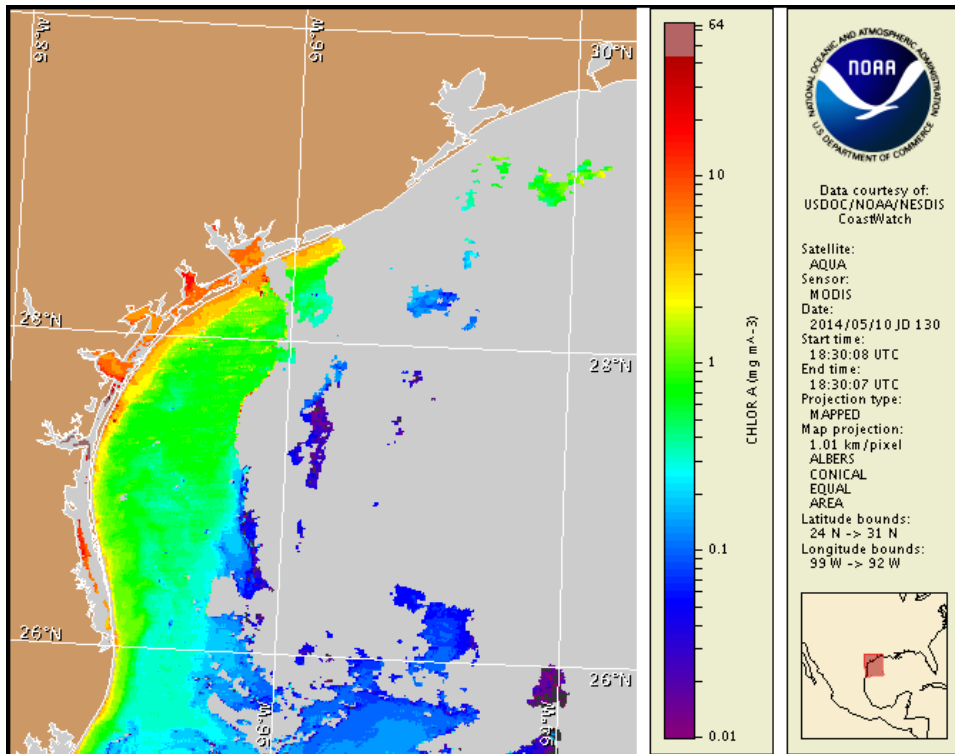 98°W
96°W
30°N
28°N
28°N
26°N
26°N
96°W
94°W
64
10
1
0.1
0.01
CHLOR A (mg m^-3)
NATIONAL OCEANIC AND ATMOSPHERIC ADMINISTRATION
NOAA
U.S. DEPARTMENT OF COMMERCE
Data courtesy of:
USDOC/NOAA/NESDIS
CoastWatch
Satellite:
AQUA
Sensor:
MODIS
Date:
2014/05/10 JD 130
Start time:
18:30:08 UTC
End time:
18:30:07 UTC
Projection type:
MAPPED
Map projection:
1.01 km/pixel
ALBERS
CONICAL
EQUAL
AREA
Latitude bounds:
24 N -> 31 N
Longitude bounds:
99 W -> 92 W